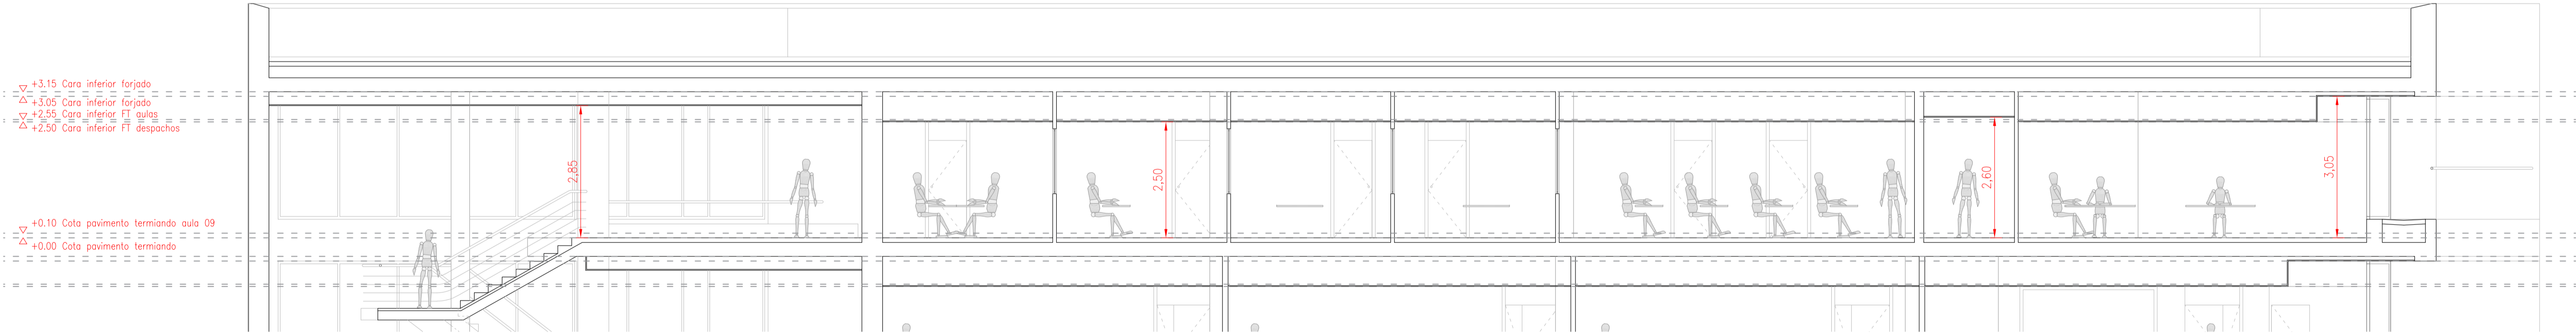 +3.15 Cara inferior forjado
+3.05 Cara inferior forjado
+2.55 Cara inferior FT aulas
+2.50 Cara inferior FT despachos
2,85
2,50
2,60
3,05
+0.10 Cota pavimento termiando aula 09
+0.00 Cota pavimento termiando